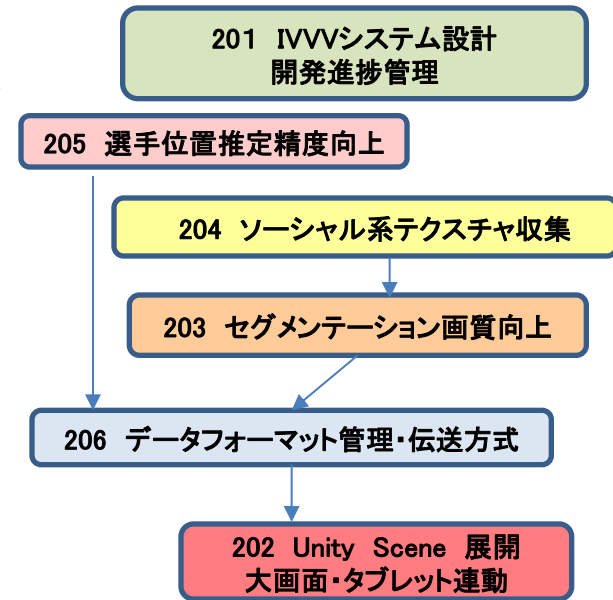 201 IVVVシステム設計
開発進捗管理
205 選手位置推定精度向上
204 ソーシャル系テクスチャ収集
203 セグメンテーション画質向上
206 データフォーマット管理・伝送方式
202 Unity Scene 展開
大画面・タブレット連動